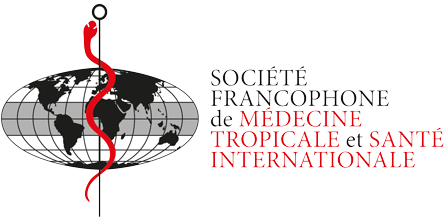 SOCIÉTÉ
FRANCOPHONE
de MÉDECINE
TROPICALE et SANTÉ
INTERNATIONALE